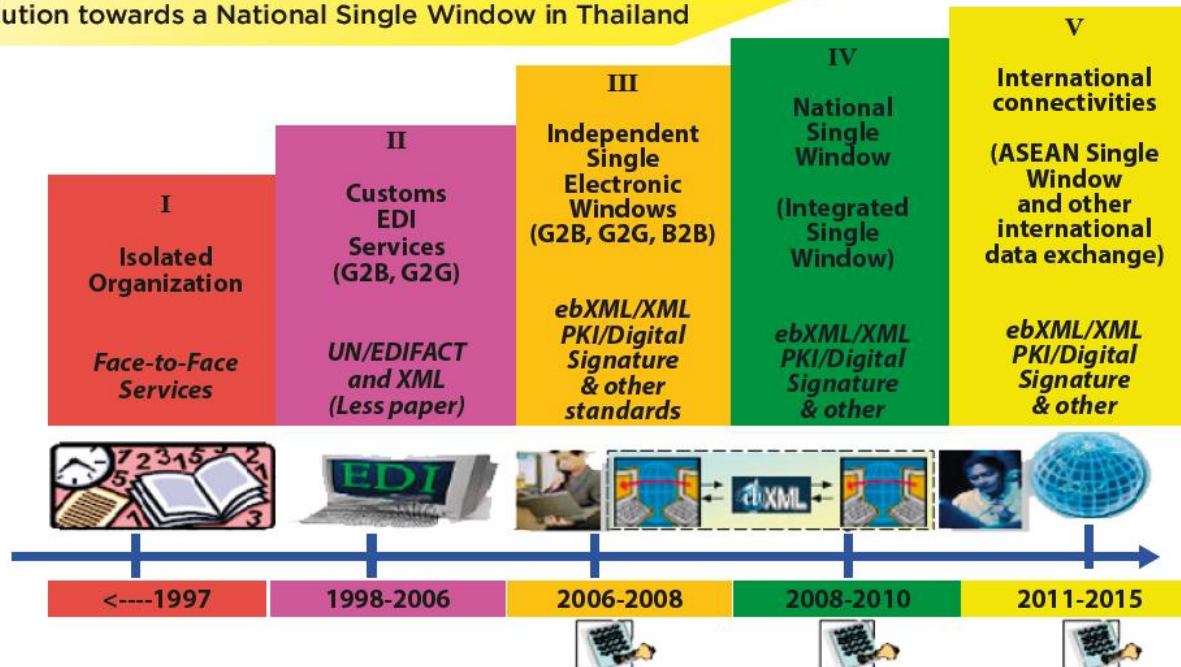 ution towards a National Single Window in Thailand
I
Isolated
Organization
Face-to-Face
Services
II
Customs
EDI
Services
(G2B, G2G)
UN/EDIFACT
and XML
(Less paper)
III
Independent
Single
Electronic
Windows
(G2B, G2G, B2B)
ebXML/XML
PKI/Digital
Signature
& other
standards
IV
National
Single
Window
(Integrated
Single
Window)
ebXML/XML
PKI/Digital
Signature
& other
V
International
connectivities
(ASEAN Single
Window
and other
international
data exchange)
ebXML/XML
PKI/Digital
Signature
& other
EDI
ebXML
<----1997
1998-2006
2006-2008
2008-2010
2011-2015